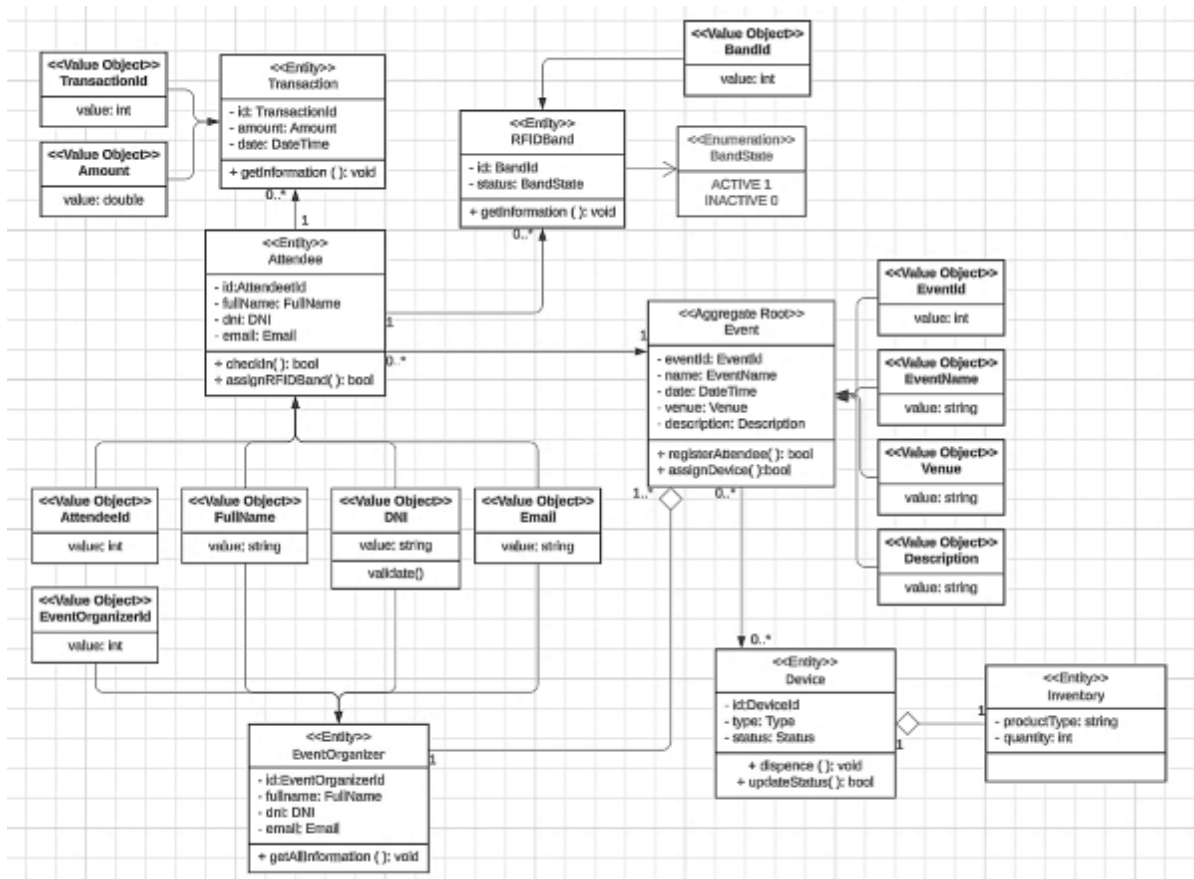 <<Value Object>>
TransactionId
value: int
<<Value Object>>
Amount
value: double
<<Entity>>
Transaction
- id: TransactionId
- amount: Amount
- date: DateTime
+ getInformation ( ): void
0..*
1
<<Entity>>
Attendee
- id:AttendeetId
- fullName: FullName
- dni: DNI
- email: Email
+ checkIn( ): bool
+ assignRFIDBand( ): bool
1
0..*
<<Value Object>>
BandId
value: int
<<Entity>>
RFIDBand
- id: BandId
- status: BandState
+ getInformation ( ): void
0..*
<<Enumeration>>
BandState
ACTIVE 1
INACTIVE 0
1
<<Aggregate Root>>
Event
- eventId: EventId
- name: EventName
- date: DateTime
- venue: Venue
- description: Description
+ registerAttendee( ): bool
+ assignDevice( ):bool
1..*
0..*
<<Value Object>>
EventId
value: int
<<Value Object>>
EventName
value: string
<<Value Object>>
Venue
value: string
<<Value Object>>
Description
value: string
<<Value Object>>
AttendeeId
value: int
<<Value Object>>
FullName
value: string
<<Value Object>>
DNI
value: string
validate()
<<Value Object>>
Email
value: string
<<Value Object>>
EventOrganizerId
value: int
<<Entity>>
EventOrganizer
- id:EventOrganizerId
- fullname: FullName
- dni: DNI
- email: Email
+ getAllInformation ( ): void
1
0..*
<<Entity>>
Device
- id:DeviceId
- type: Type
- status: Status
+ dispence ( ): void
+ updateStatus( ): bool
1
1
<<Entity>>
Inventory
- productType: string
- quantity: int